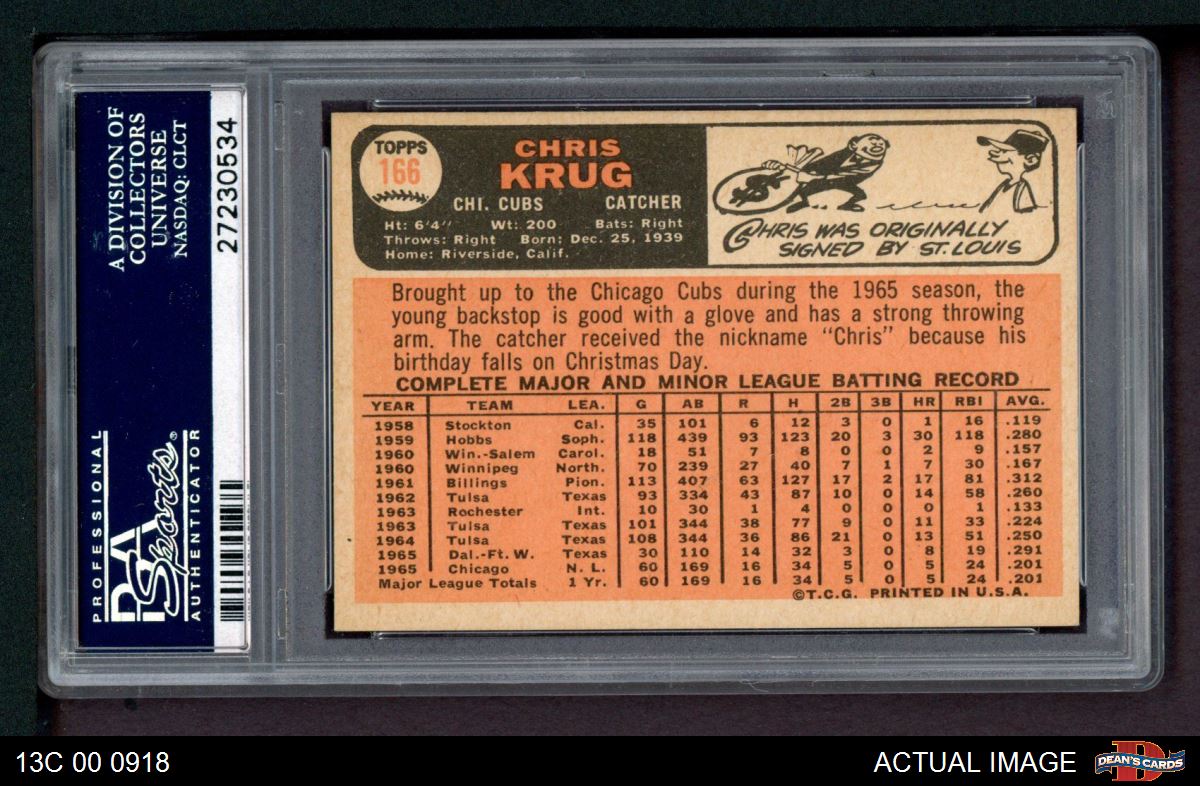 A DIVISION OF
COLLECTORS
UNIVERSE
NASDAQ: CLCT
27230534
PROFESSIONAL
PSA
Sports®
AUTHENTICATOR
TOPPS
166
CHRIS
KRUG
CHI. CUBS CATCHER
Ht: 6'4" Wt: 200 Bats: Right
Throws: Right Born: Dec. 25, 1939
Home: Riverside, Calif.
CHRIS WAS ORIGINALLY
SIGNED BY ST. LOUIS
Brought up to the Chicago Cubs during the 1965 season, the
young backstop is good with a glove and has a strong throwing
arm. The catcher received the nickname "Chris" because his
birthday falls on Christmas Day.
COMPLETE MAJOR AND MINOR LEAGUE BATTING RECORD
YEAR TEAM LEA. G AB R H 2B 3B HR RBI AVG.
1958 Stockton Cal. 35 101 6 12 3 0 1 16 .119
1959 Hobbs Soph. 118 439 93 123 20 3 30 118 .280
1960 Win.-Salem Carol. 18 51 7 8 0 0 2 9 .157
1960 Winnipeg North. 70 239 27 40 7 1 7 30 .167
1961 Billings Pion. 113 407 63 127 17 2 17 81 .312
1962 Tulsa Texas 93 334 43 87 10 0 14 58 .260
1963 Rochester Int. 10 30 1 4 0 0 0 1 .133
1963 Tulsa Texas 101 344 38 77 9 0 11 33 .224
1964 Tulsa Texas 108 344 36 86 21 0 13 51 .250
1965 Dal.-Ft. W. Texas 30 110 14 32 3 0 8 19 .291
1965 Chicago N. L. 60 169 16 34 5 0 5 24 .201
Major League Totals 1 Yr. 60 169 16 34 5 0 5 24 .201
©T.C.G. PRINTED IN U.S.A.
13C 00 0918
ACTUAL IMAGE
D
DEAN'S CARDS